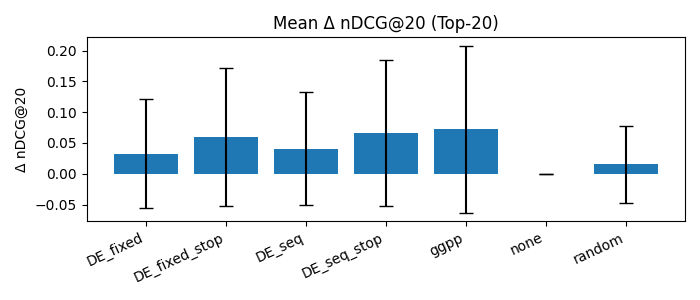 Mean Δ nDCG@20 (Top-20)
Δ nDCG@20
0.20
0.15
0.10
0.05
0.00
−0.05
DE_fixed
DE_fixed_stop
DE_seq
DE_seq_stop
ggpp
none
random